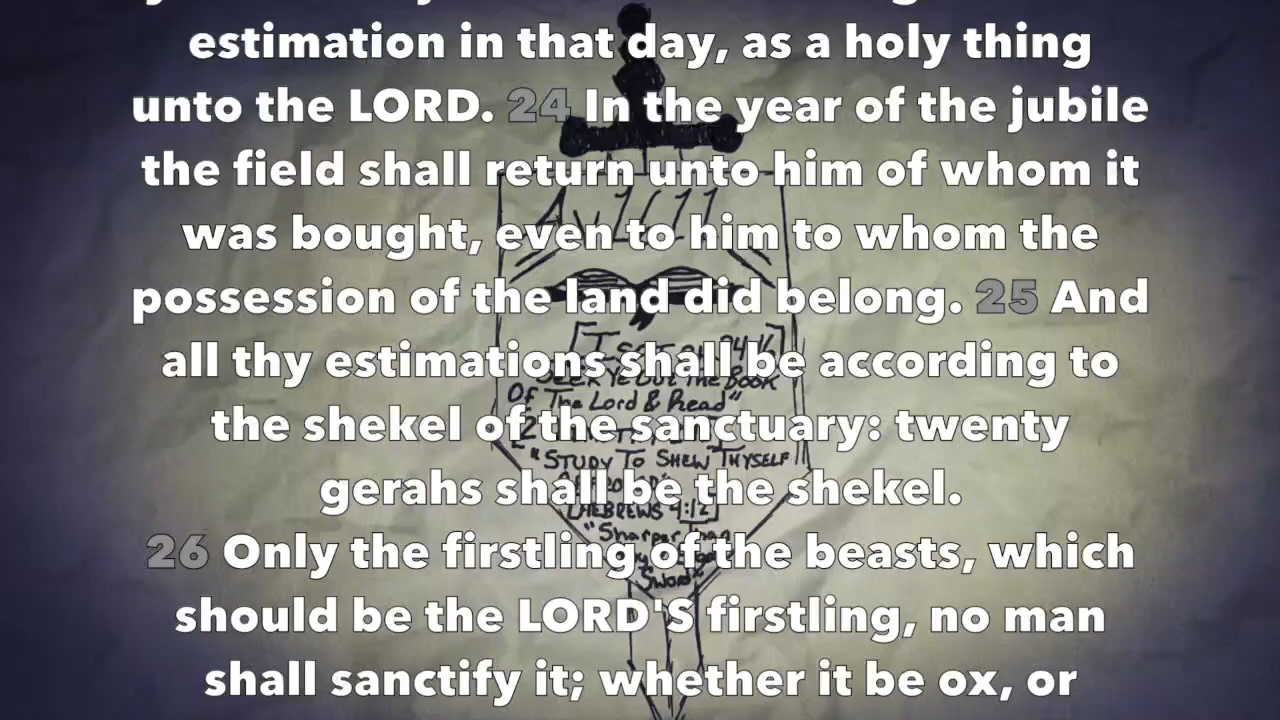 estimation in that day, as a holy thing
unto the LORD. 24 In the year of the jubile
the field shall return unto him of whom it
was bought, even to him to whom the
possession of the land did belong. 25 And
all thy estimations shall be according to
the shekel of the sanctuary: twenty
gerahs shall be the shekel.
26 Only the firstling of the beasts, which
should be the LORD'S firstling, no man
shall sanctify it; whether it be ox, or
Av 1611
Seek Ye Out The Book
Of The Lord & Read"
"Study To Shew Thyself
Hebrews 4:12
"Sharper Than
Sword"